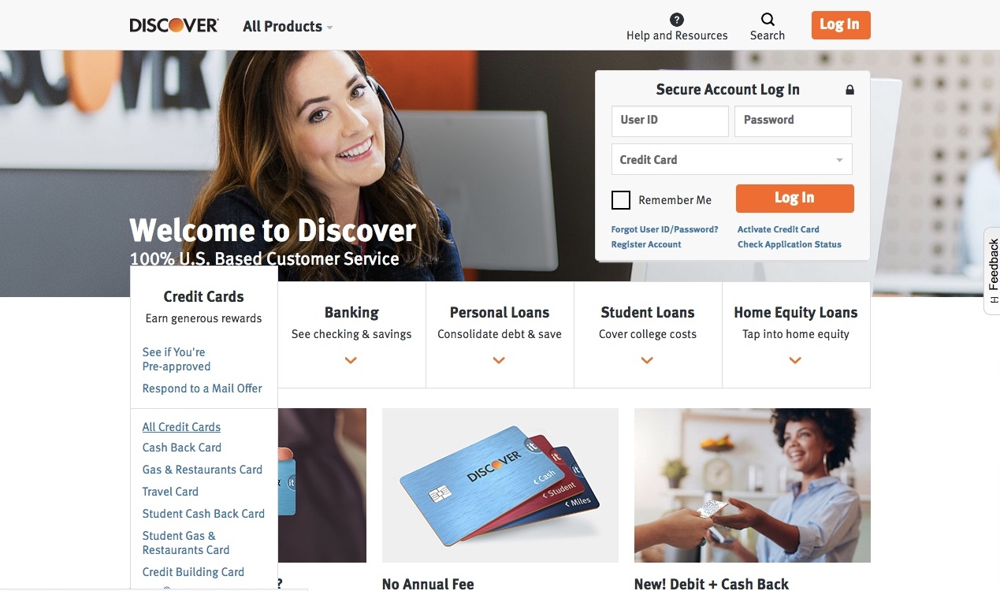 DISCOVER
All Products
Help and Resources
Search
Log In
Secure Account Log In
User ID
Password
Credit Card
Remember Me
Log In
Forgot User ID/Password?
Activate Credit Card
Register Account
Check Application Status
Welcome to Discover
100% U.S. Based Customer Service
Feedback
Credit Cards
Earn generous rewards
See if You're
Pre-approved
Respond to a Mail Offer
All Credit Cards
Cash Back Card
Gas & Restaurants Card
Travel Card
Student Cash Back Card
Student Gas &
Restaurants Card
Credit Building Card
Banking
See checking & savings
Personal Loans
Consolidate debt & save
Student Loans
Cover college costs
Home Equity Loans
Tap into home equity
it
DISCOVER
it
it
it
Cash
Student
Miles
?
No Annual Fee
New! Debit + Cash Back